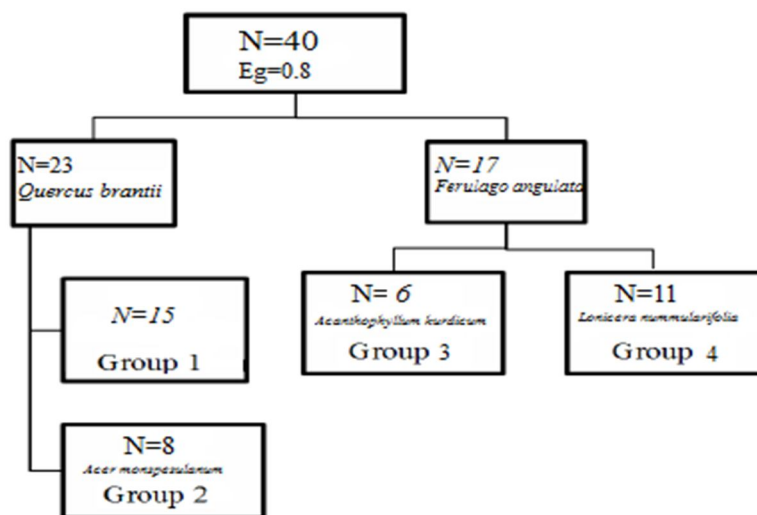 N=40
Eg=0.8
N=23
Quercus brantii
N=17
Ferulago angulata
N=15
Group 1
N=8
Acer monspesulanum
Group 2
N= 6
Acanthophyllum kurdicum
Group 3
N=11
Lonicera nummularifolia
Group 4